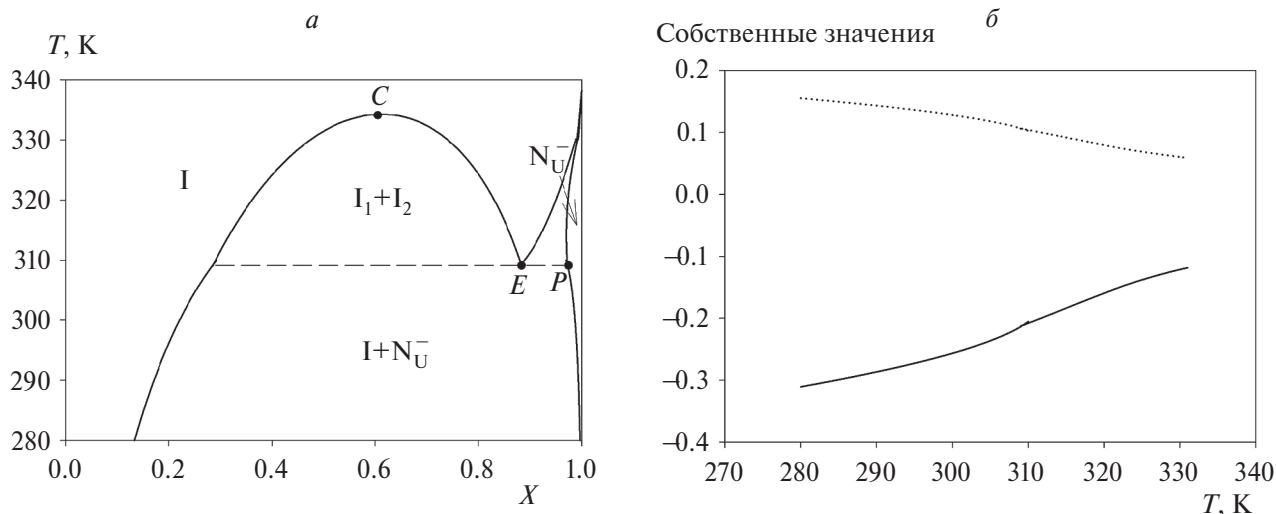 а
T, K
340
330
320
310
300
290
280
0.0 0.2 0.4 0.6 0.8 1.0
X
C
I
I₁+I₂
N_U⁻
E P
I+N_U⁻
б
Собственные значения
0.2
0.1
0.0
–0.1
–0.2
–0.3
–0.4
270 280 290 300 310 320 330 340
T, K